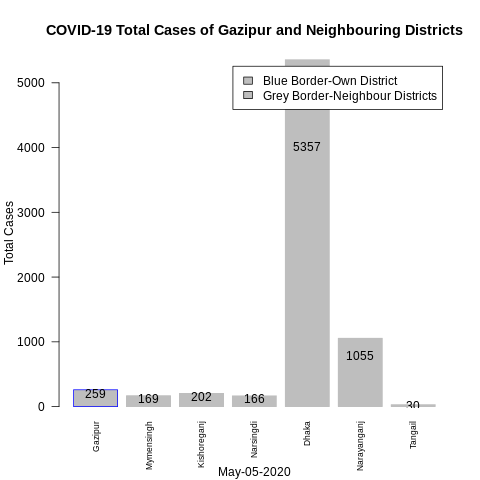 COVID-19 Total Cases of Gazipur and Neighbouring Districts
Blue Border-Own District
Grey Border-Neighbour Districts
Total Cases
5000
4000
3000
2000
1000
0
259
169
202
166
5357
1055
30
Gazipur
Mymensingh
Kishoreganj
Narsingdi
Dhaka
Narayanganj
Tangail
May-05-2020